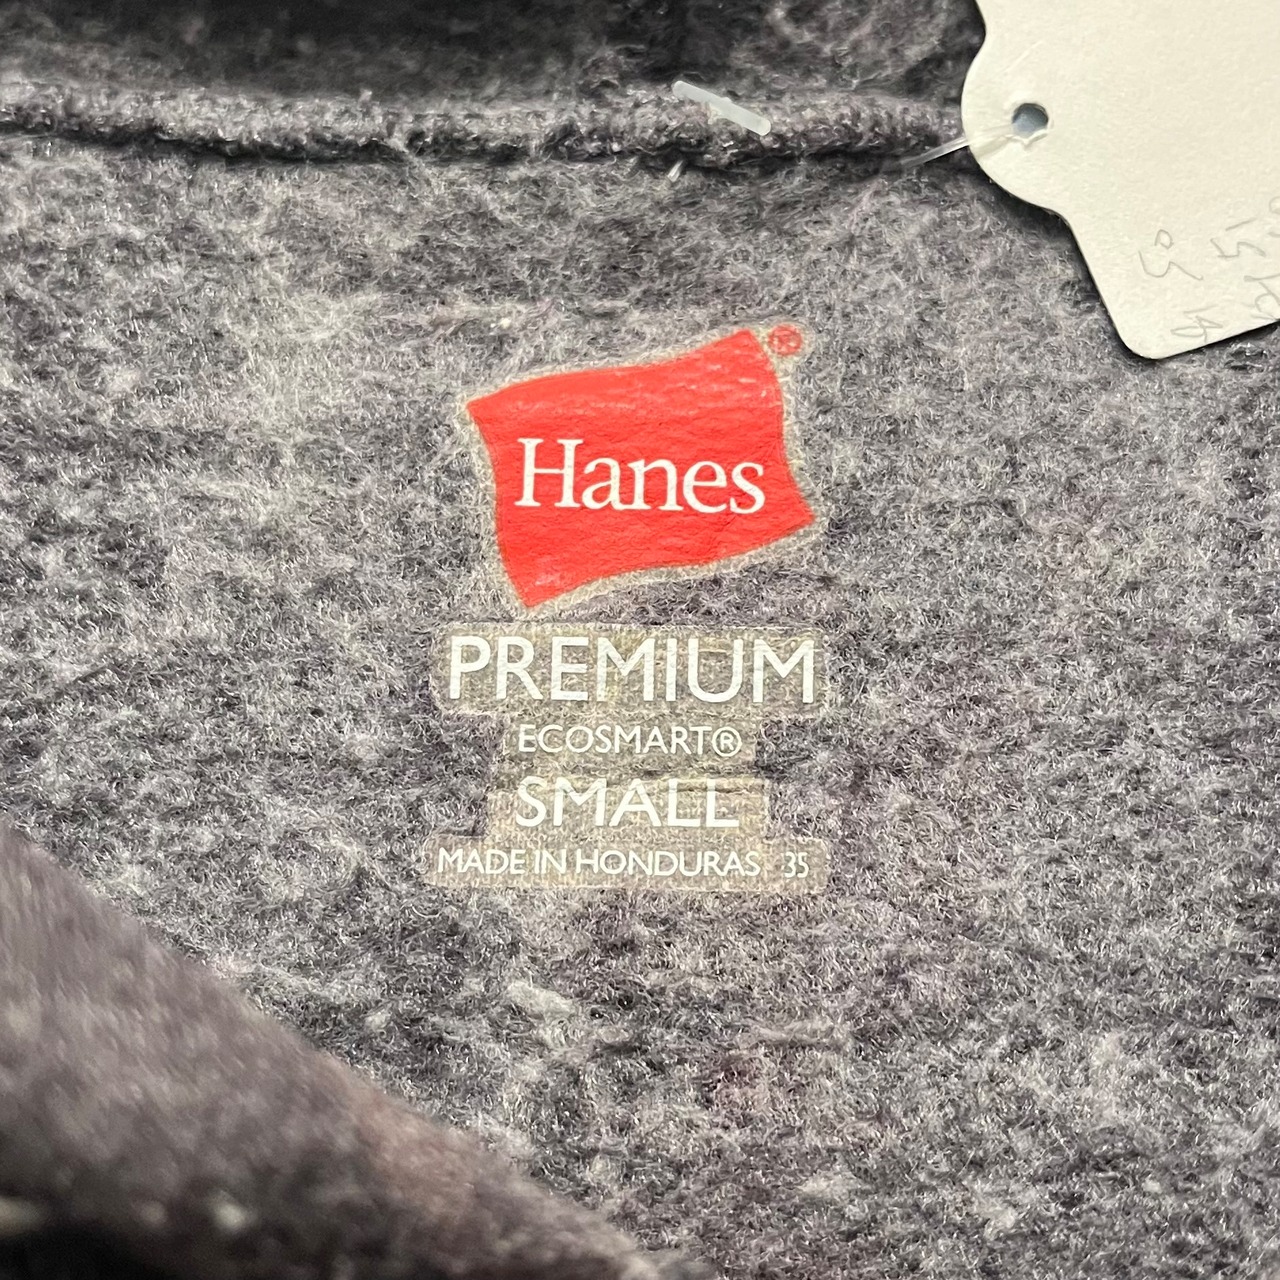 Hanes®
PREMIUM
ECOSMART®
SMALL
MADE IN HONDURAS 35